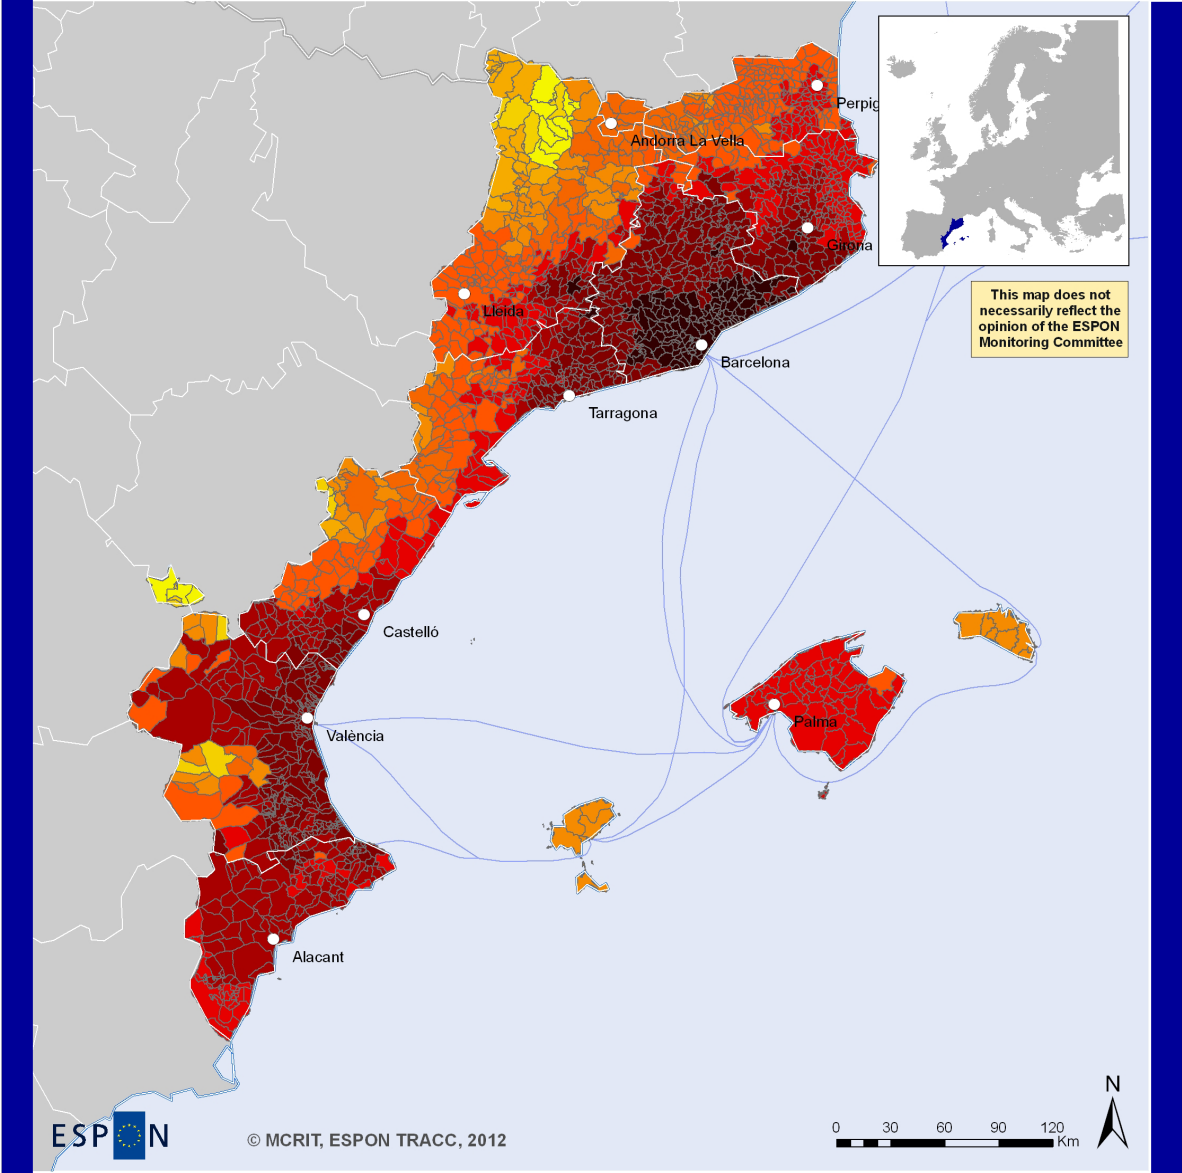 Perpig
Andorra La Vella
Girona
This map does not
necessarily reflect the
opinion of the ESPON
Monitoring Committee
Lleida
Barcelona
Tarragona
Castelló
València
Palma
Alacant
N
ESPON
© MCRIT, ESPON TRACC, 2012
0 30 60 90 120
Km